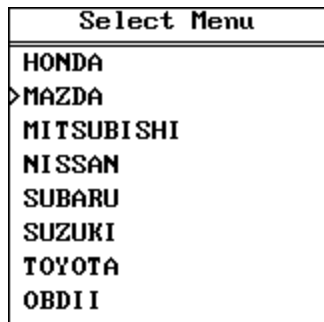 Select Menu
HONDA
>MAZDA
MITSUBISHI
NISSAN
SUBARU
SUZUKI
TOYOTA
OBDII